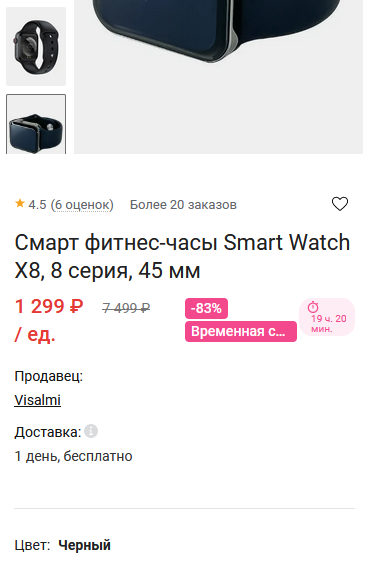 4.5 (6 оценок) Более 20 заказов
Смарт фитнес-часы Smart Watch
X8, 8 серия, 45 мм
1 299 ₽ 7 499 ₽ -83%
/ ед. Временная с...
19 ч. 20
мин.
Продавец:
Visalmi
Доставка:
1 день, бесплатно
Цвет: Черный